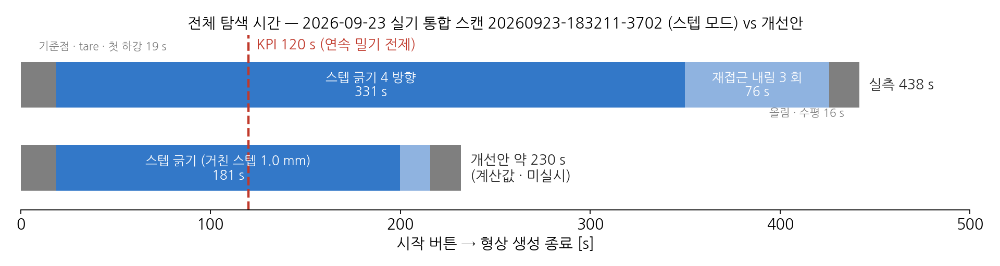 전체 탐색 시간 — 2026-09-23 실기 통합 스캔 20260923-183211-3702 (스텝 모드) vs 개선안
기준점 · tare · 첫 하강 19 s
KPI 120 s (연속 밀기 전제)
스텝 긁기 4 방향
331 s
재접근 내림 3 회
76 s
실측 438 s
올림 · 수평 16 s
스텝 긁기 (거친 스텝 1.0 mm)
181 s
개선안 약 230 s
(계산값 · 미실시)
0 100 200 300 400 500
시작 버튼 → 형상 생성 종료 [s]